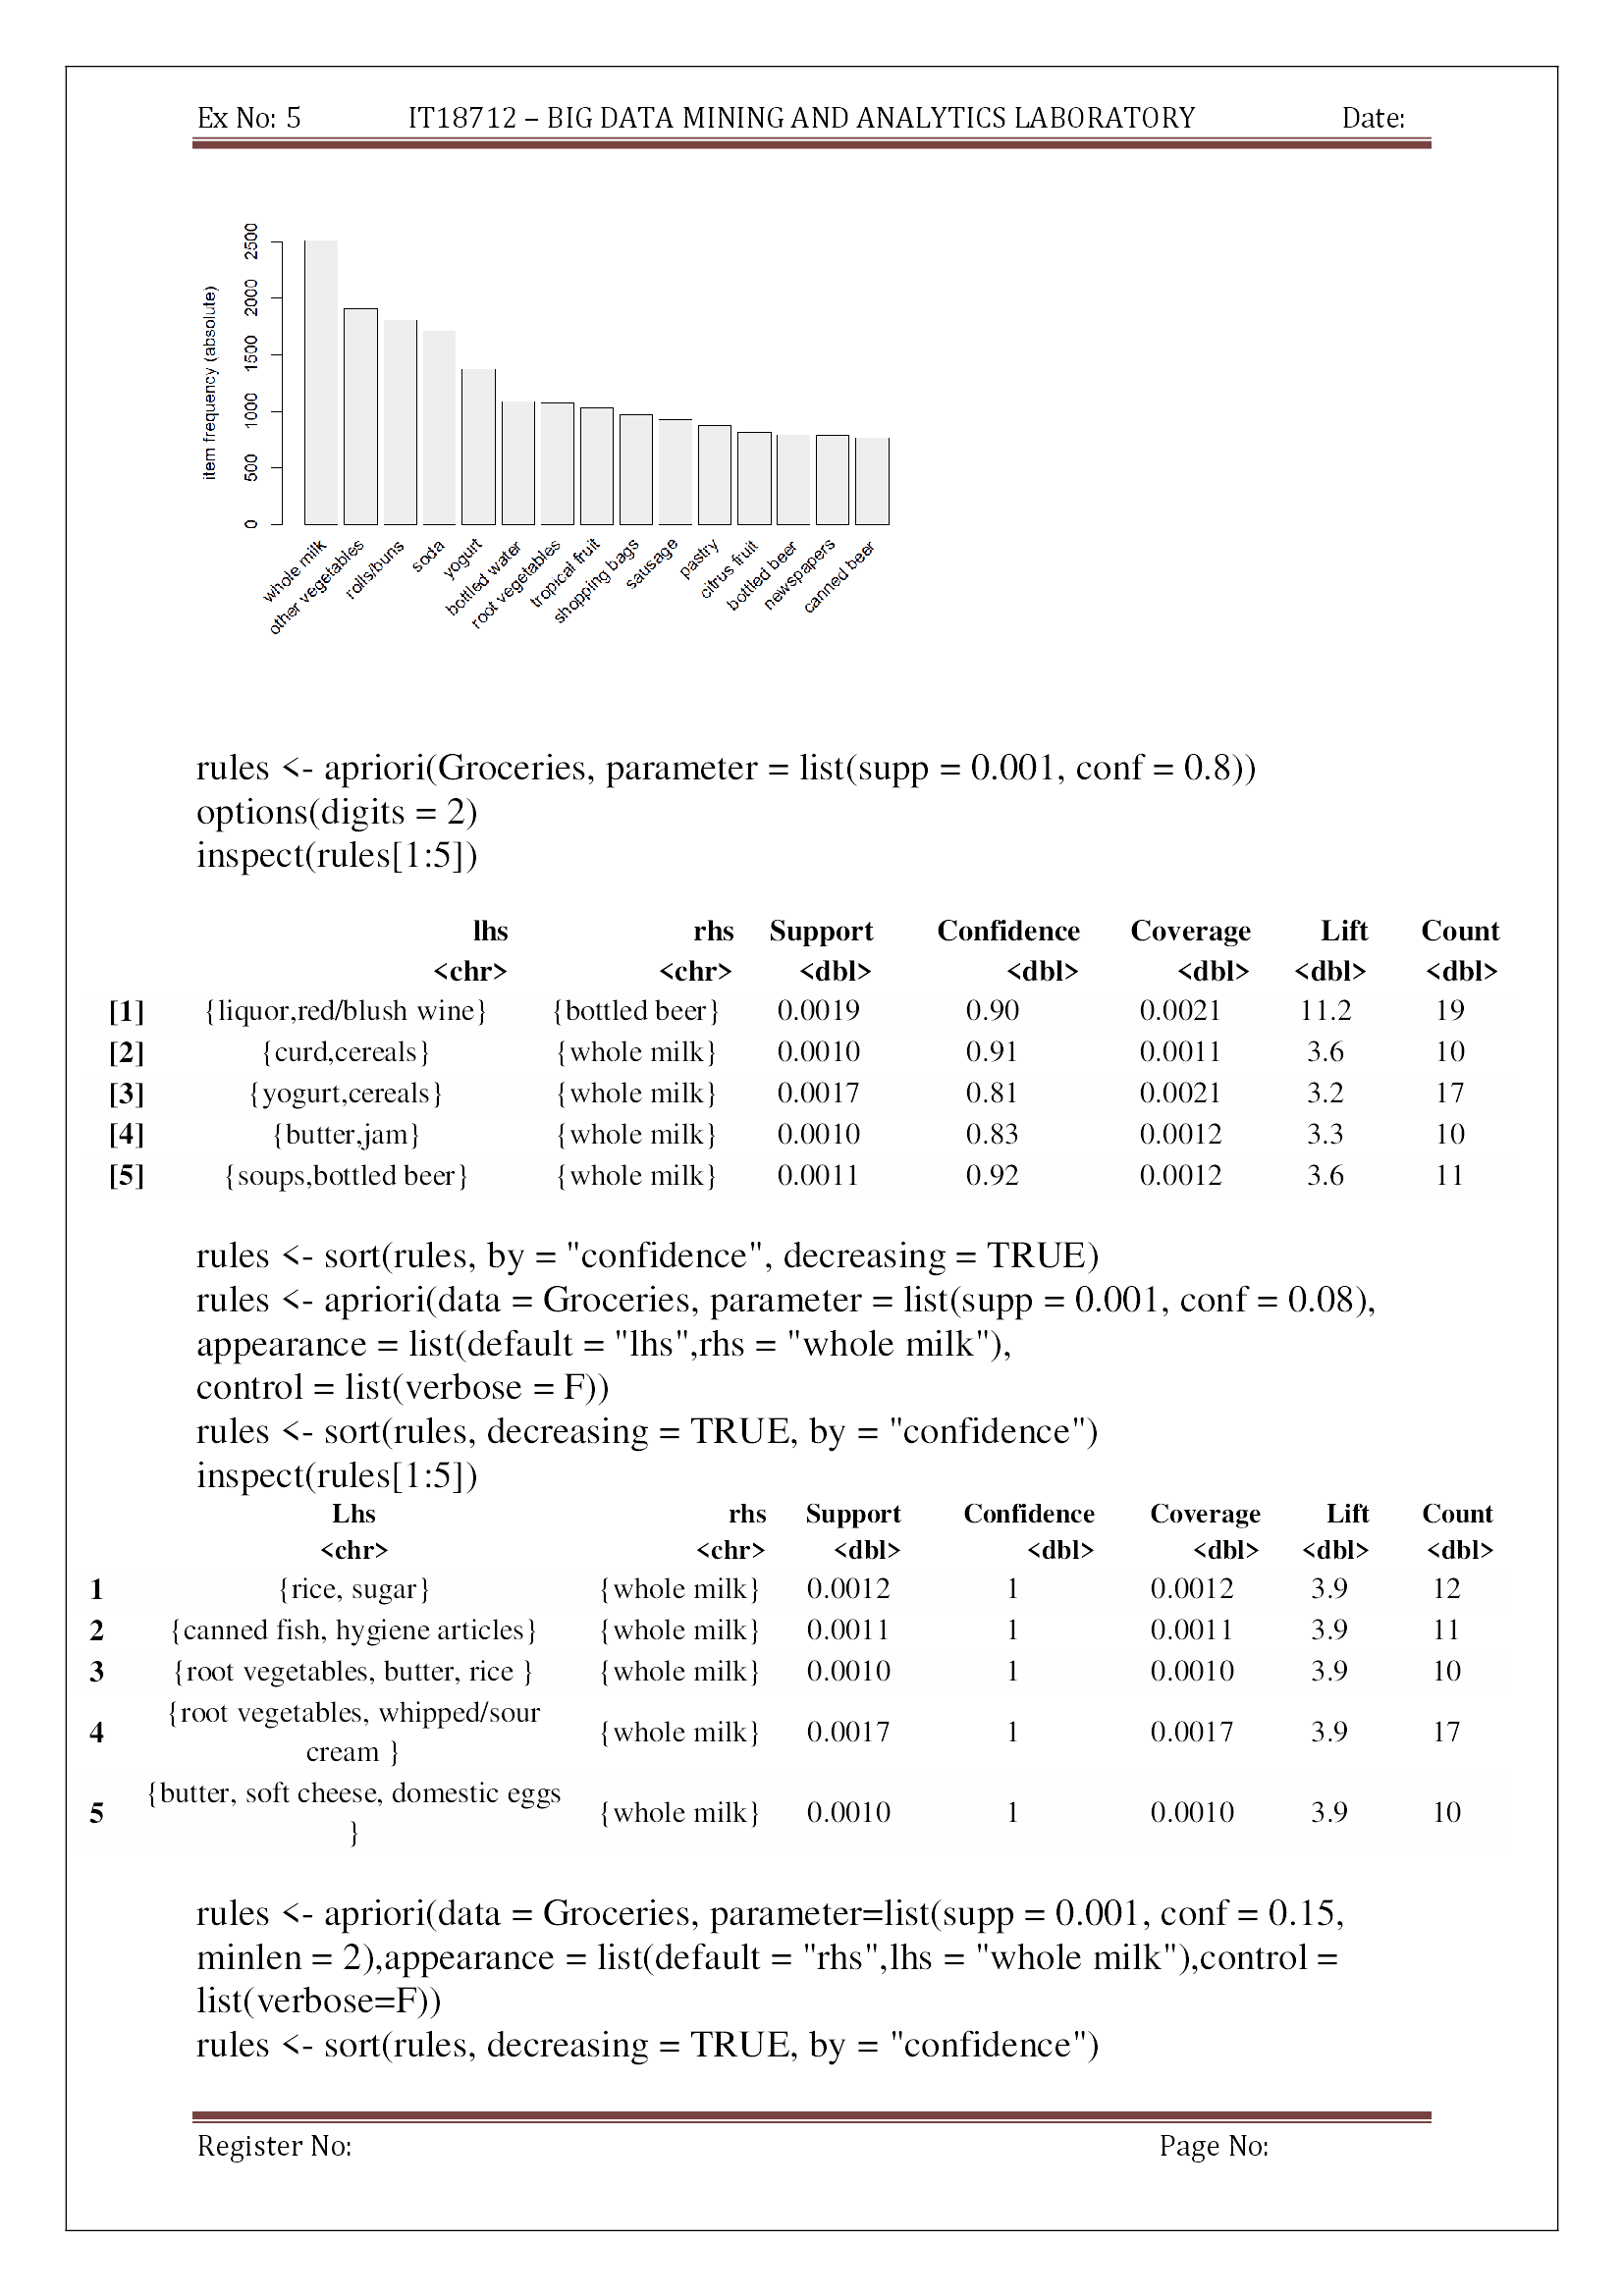 Ex No: 5 IT18712 – BIG DATA MINING AND ANALYTICS LABORATORY Date:
item frequency (absolute)
2500
2000
1500
1000
500
0
whole milk
other vegetables
rolls/buns
soda
yogurt
bottled water
root vegetables
tropical fruit
shopping bags
sausage
pastry
citrus fruit
bottled beer
newspapers
canned beer
rules <- apriori(Groceries, parameter = list(supp = 0.001, conf = 0.8))
options(digits = 2)
inspect(rules[1:5])
lhs rhs Support Confidence Coverage Lift Count
<chr> <chr> <dbl> <dbl> <dbl> <dbl> <dbl>
[1] {liquor,red/blush wine} {bottled beer} 0.0019 0.90 0.0021 11.2 19
[2] {curd,cereals} {whole milk} 0.0010 0.91 0.0011 3.6 10
[3] {yogurt,cereals} {whole milk} 0.0017 0.81 0.0021 3.2 17
[4] {butter,jam} {whole milk} 0.0010 0.83 0.0012 3.3 10
[5] {soups,bottled beer} {whole milk} 0.0011 0.92 0.0012 3.6 11
rules <- sort(rules, by = "confidence", decreasing = TRUE)
rules <- apriori(data = Groceries, parameter = list(supp = 0.001, conf = 0.08),
appearance = list(default = "lhs",rhs = "whole milk"),
control = list(verbose = F))
rules <- sort(rules, decreasing = TRUE, by = "confidence")
inspect(rules[1:5])
Lhs rhs Support Confidence Coverage Lift Count
<chr> <chr> <dbl> <dbl> <dbl> <dbl> <dbl>
1 {rice, sugar} {whole milk} 0.0012 1 0.0012 3.9 12
2 {canned fish, hygiene articles} {whole milk} 0.0011 1 0.0011 3.9 11
3 {root vegetables, butter, rice } {whole milk} 0.0010 1 0.0010 3.9 10
{root vegetables, whipped/sour
4 {whole milk} 0.0017 1 0.0017 3.9 17
cream }
{butter, soft cheese, domestic eggs
5 {whole milk} 0.0010 1 0.0010 3.9 10
}
rules <- apriori(data = Groceries, parameter=list(supp = 0.001, conf = 0.15,
minlen = 2),appearance = list(default = "rhs",lhs = "whole milk"),control =
list(verbose=F))
rules <- sort(rules, decreasing = TRUE, by = "confidence")
Register No: Page No: